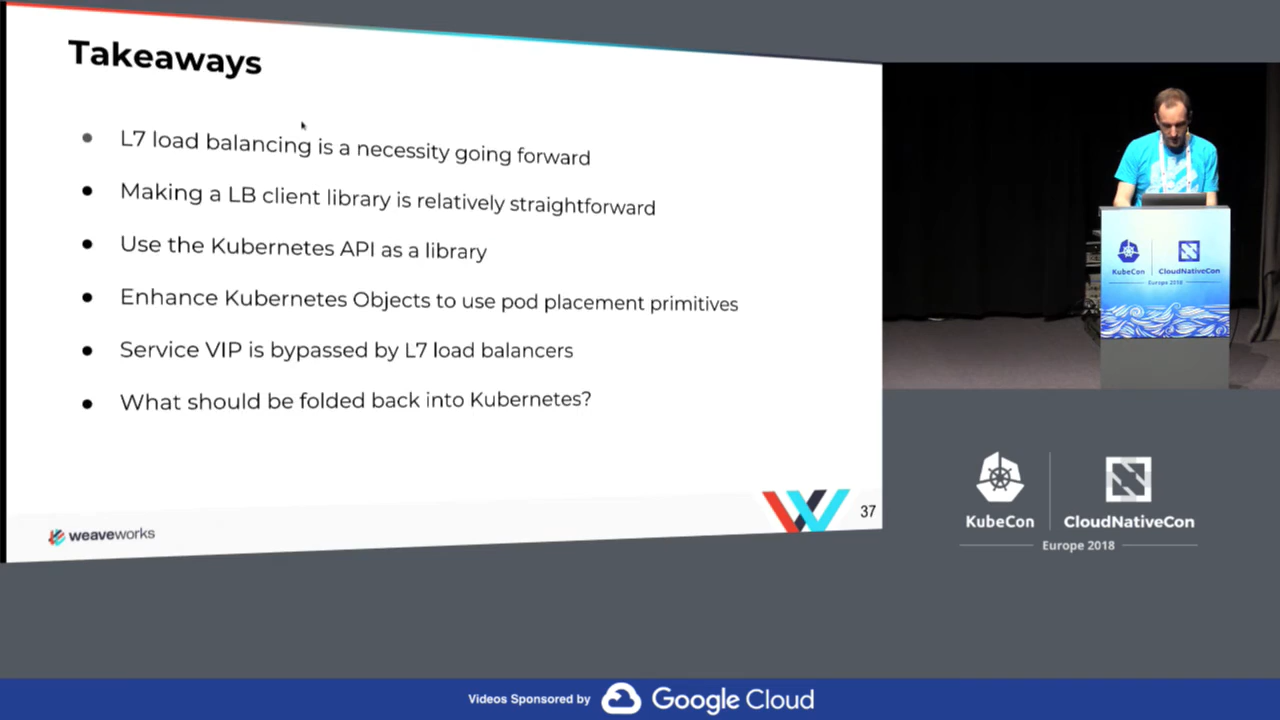 Takeaways
L7 load balancing is a necessity going forward
Making a LB client library is relatively straightforward
Use the Kubernetes API as a library
Enhance Kubernetes Objects to use pod placement primitives
Service VIP is bypassed by L7 load balancers
What should be folded back into Kubernetes?
weaveworks
37
KubeCon
CloudNativeCon
Europe 2018
KubeCon
CloudNativeCon
Europe 2018
Videos Sponsored by Google Cloud